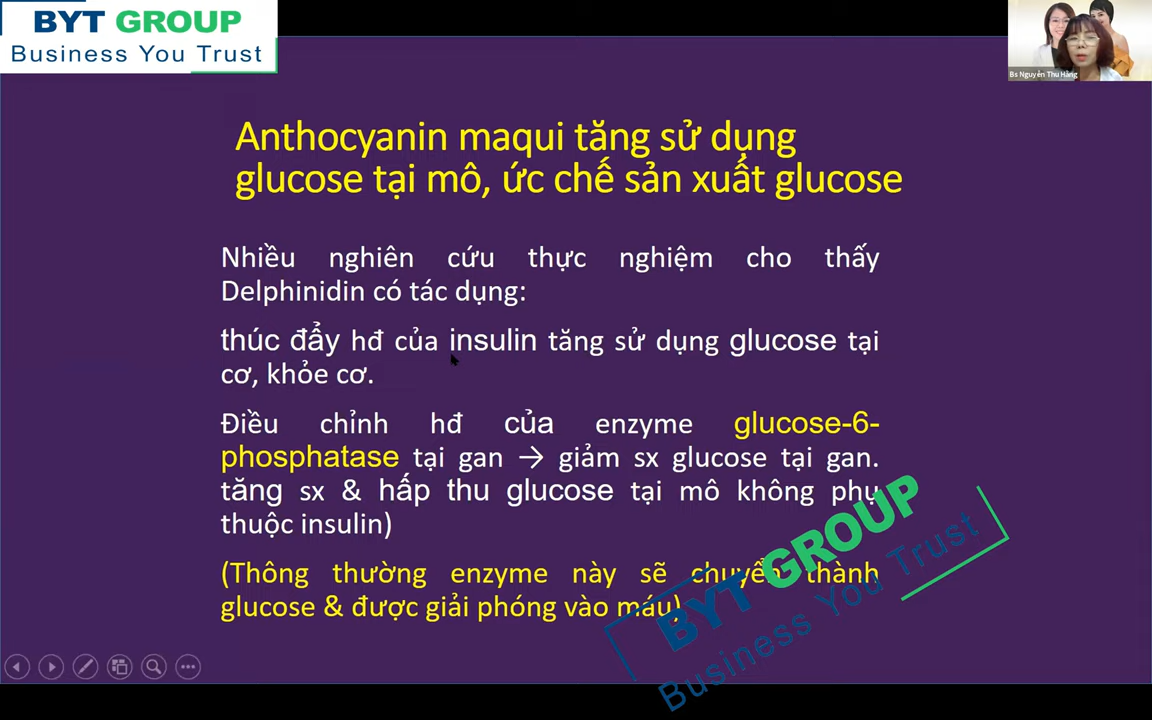 BYT GROUP
Business You Trust
Bs Nguyễn Thu Hằng
Anthocyanin maqui tăng sử dụng
glucose tại mô, ức chế sản xuất glucose
Nhiều nghiên cứu thực nghiệm cho thấy
Delphinidin có tác dụng:
thúc đẩy hđ của insulin tăng sử dụng glucose tại
cơ, khỏe cơ.
Điều chỉnh hđ của enzyme glucose-6-
phosphatase tại gan → giảm sx glucose tại gan.
tăng sx & hấp thu glucose tại mô không phụ
thuộc insulin)
(Thông thường enzyme này sẽ chuyển thành
glucose & được giải phóng vào máu)
BYT GROUP
Business You Trust